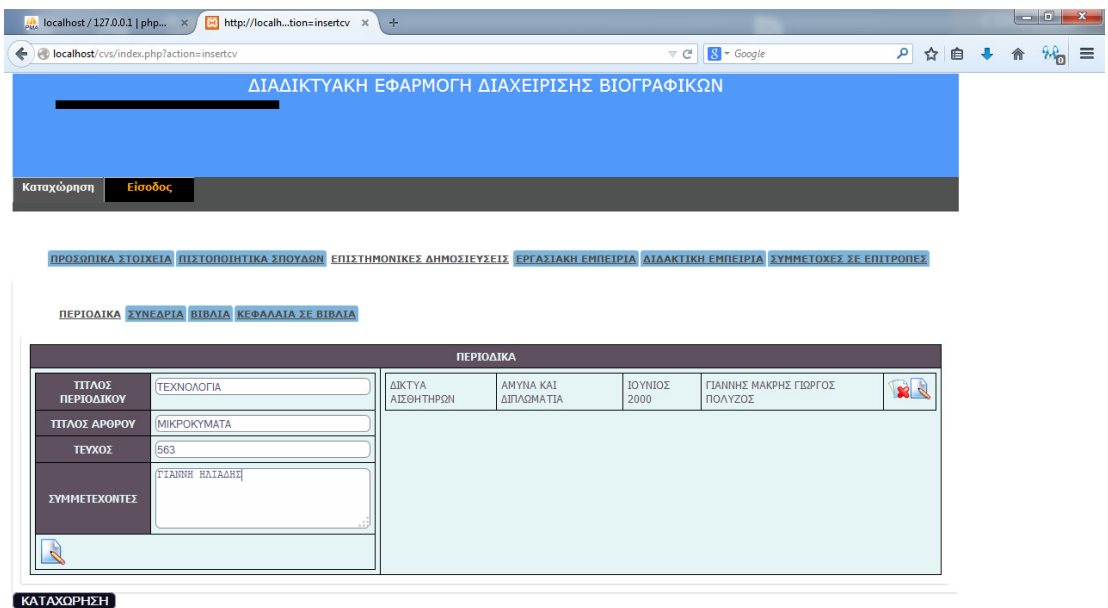 localhost / 127.0.0.1 | php...
http://localh...tion=insertcv
localhost/cvs/index.php?action=insertcv
Google
ΔΙΑΔΙΚΤΥΑΚΗ ΕΦΑΡΜΟΓΗ ΔΙΑΧΕΙΡΙΣΗΣ ΒΙΟΓΡΑΦΙΚΩΝ
Καταχώρηση Είσοδος
ΠΡΟΣΩΠΙΚΑ ΣΤΟΙΧΕΙΑ ΠΙΣΤΟΠΟΙΗΤΙΚΑ ΣΠΟΥΔΩΝ ΕΠΙΣΤΗΜΟΝΙΚΕΣ ΔΗΜΟΣΙΕΥΣΕΙΣ ΕΡΓΑΣΙΑΚΗ ΕΜΠΕΙΡΙΑ ΔΙΔΑΚΤΙΚΗ ΕΜΠΕΙΡΙΑ ΣΥΜΜΕΤΟΧΕΣ ΣΕ ΕΠΙΤΡΟΠΕΣ
ΠΕΡΙΟΔΙΚΑ ΣΥΝΕΔΡΙΑ ΒΙΒΛΙΑ ΚΕΦΑΛΑΙΑ ΣΕ ΒΙΒΛΙΑ
ΠΕΡΙΟΔΙΚΑ
ΤΙΤΛΟΣ
ΠΕΡΙΟΔΙΚΟΥ
ΤΕΧΝΟΛΟΓΙΑ
ΤΙΤΛΟΣ ΑΡΘΡΟΥ
ΜΙΚΡΟΚΥΜΑΤΑ
ΤΕΥΧΟΣ
563
ΣΥΜΜΕΤΕΧΟΝΤΕΣ
ΓΙΑΝΝΗ ΗΛΙΑΔΗΣ
ΔΙΚΤΥΑ
ΑΙΣΘΗΤΗΡΩΝ
ΑΜΥΝΑ ΚΑΙ
ΔΙΠΛΩΜΑΤΙΑ
ΙΟΥΝΙΟΣ
2000
ΓΙΑΝΝΗΣ ΜΑΚΡΗΣ ΓΙΩΡΓΟΣ
ΠΟΛΥΖΟΣ
ΚΑΤΑΧΩΡΗΣΗ